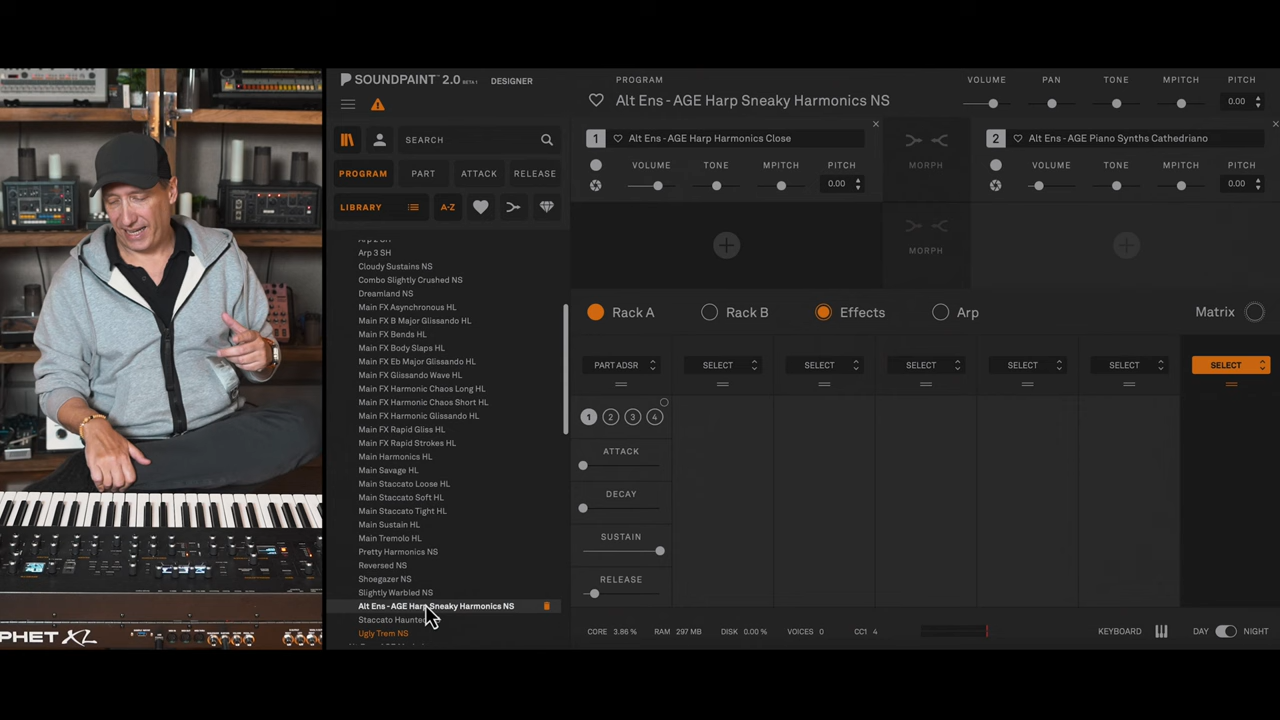 SOUNDPAINT™ 2.0 BETA 1 DESIGNER
PROGRAM
VOLUME PAN TONE MPITCH PITCH
Alt Ens - AGE Harp Sneaky Harmonics NS
0.00
SEARCH
PROGRAM PART ATTACK RELEASE
LIBRARY A-Z
1 Alt Ens - AGE Harp Harmonics Close
VOLUME TONE MPITCH PITCH
0.00
MORPH
MORPH
2 Alt Ens - AGE Piano Synths Cathedriano
VOLUME TONE MPITCH PITCH
0.00
Arp 2 SH
Arp 3 SH
Cloudy Sustains NS
Combo Slightly Crushed NS
Dreamland NS
Main FX Asynchronous HL
Main FX B Major Glissando HL
Main FX Bends HL
Main FX Body Slaps HL
Main FX Eb Major Glissando HL
Main FX Glissando Wave HL
Main FX Harmonic Chaos Long HL
Main FX Harmonic Chaos Short HL
Main FX Harmonic Glissando HL
Main FX Rapid Gliss HL
Main FX Rapid Strokes HL
Main Harmonics HL
Main Savage HL
Main Staccato Loose HL
Main Staccato Soft HL
Main Staccato Tight HL
Main Sustain HL
Main Tremolo HL
Pretty Harmonics NS
Reversed NS
Shoegazer NS
Slightly Warbled NS
Alt Ens - AGE Harp Sneaky Harmonics NS
Staccato Haunted
Ugly Trem NS
Rack A Rack B Effects Arp Matrix
PART ADSR SELECT SELECT SELECT SELECT SELECT SELECT
1 2 3 4
ATTACK
DECAY
SUSTAIN
RELEASE
CORE 3.86 % RAM 297 MB DISK 0.00 % VOICES 0 CC1 4 KEYBOARD DAY NIGHT
PHET XL